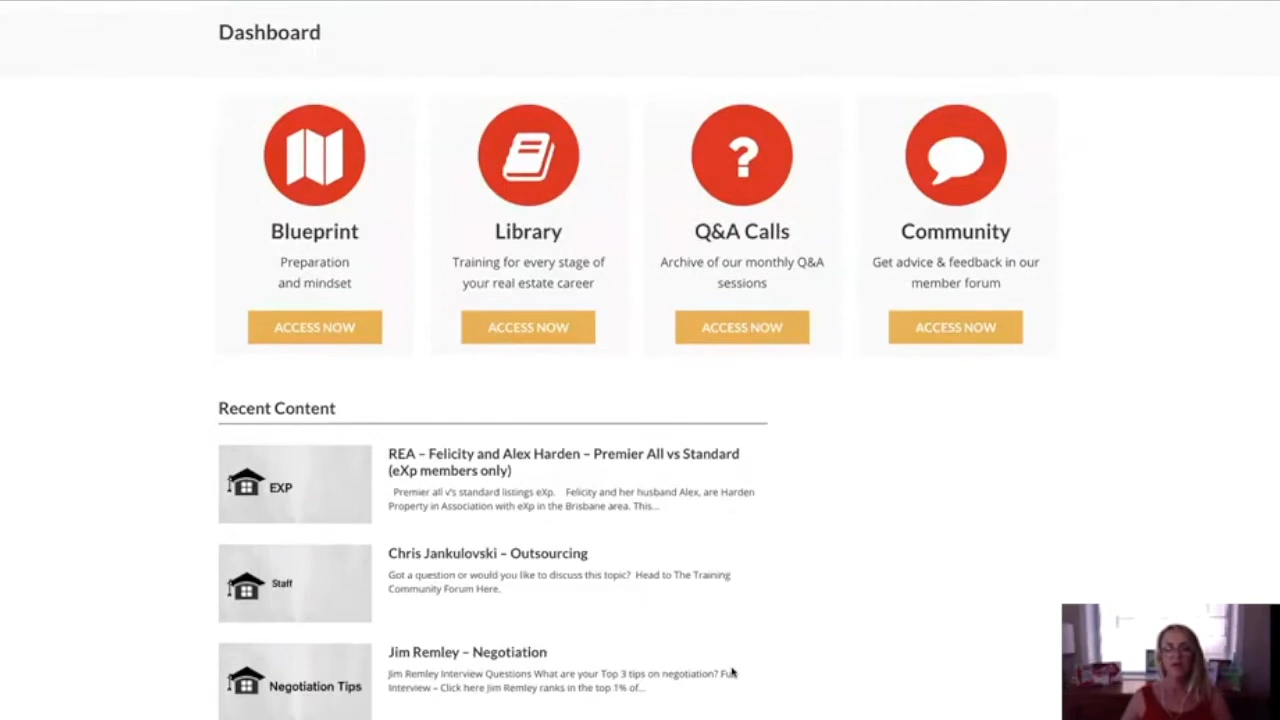 Dashboard
Blueprint
Preparation
and mindset
ACCESS NOW
Library
Training for every stage of
your real estate career
ACCESS NOW
Q&A Calls
Archive of our monthly Q&A
sessions
ACCESS NOW
Community
Get advice & feedback in our
member forum
ACCESS NOW
Recent Content
EXP
REA – Felicity and Alex Harden – Premier All vs Standard
(eXp members only)
Premier all v's standard listings eXp. Felicity and her husband Alex, are Harden
Property in Association with eXp in the Brisbane area. This...
Staff
Chris Jankulovski – Outsourcing
Got a question or would you like to discuss this topic? Head to The Training
Community Forum Here.
Negotiation Tips
Jim Remley – Negotiation
Jim Remley Interview Questions What are your Top 3 tips on negotiation?
Interview – Click here Jim Remley ranks in the top 1% of...